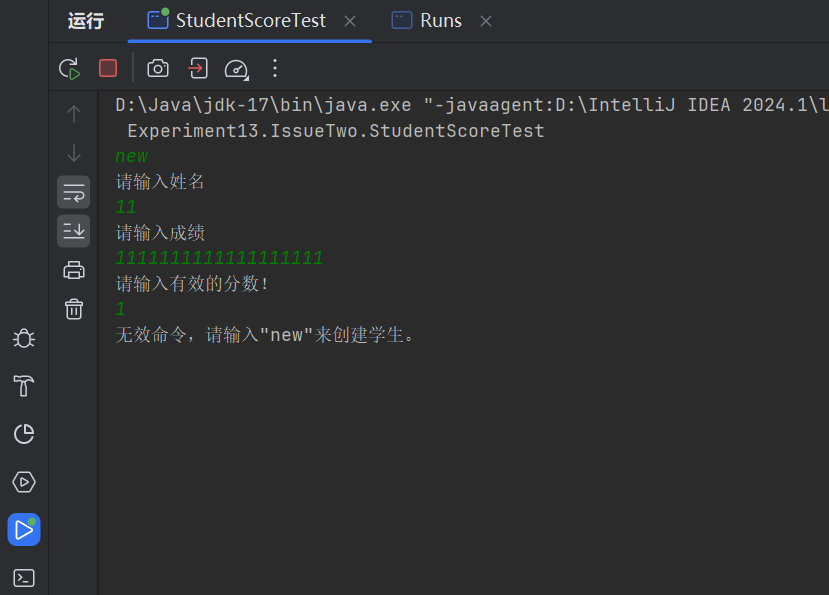 运行 StudentScoreTest Runs
D:\Java\jdk-17\bin\java.exe "-javaagent:D:\IntelliJ IDEA 2024.1\l
Experiment13.IssueTwo.StudentScoreTest
new
请输入姓名
11
请输入成绩
1111111111111111111
请输入有效的分数!
1
无效命令，请输入"new"来创建学生。